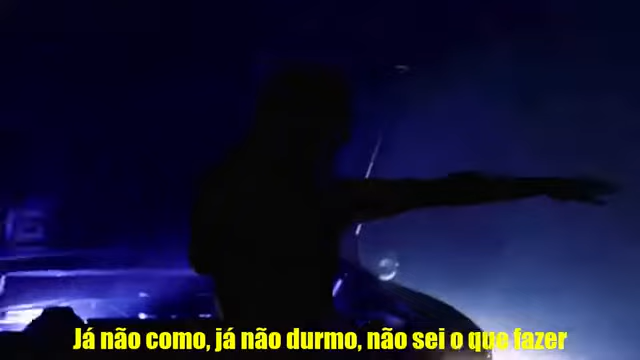 Já não como, já não durmo, não sei o que fazer